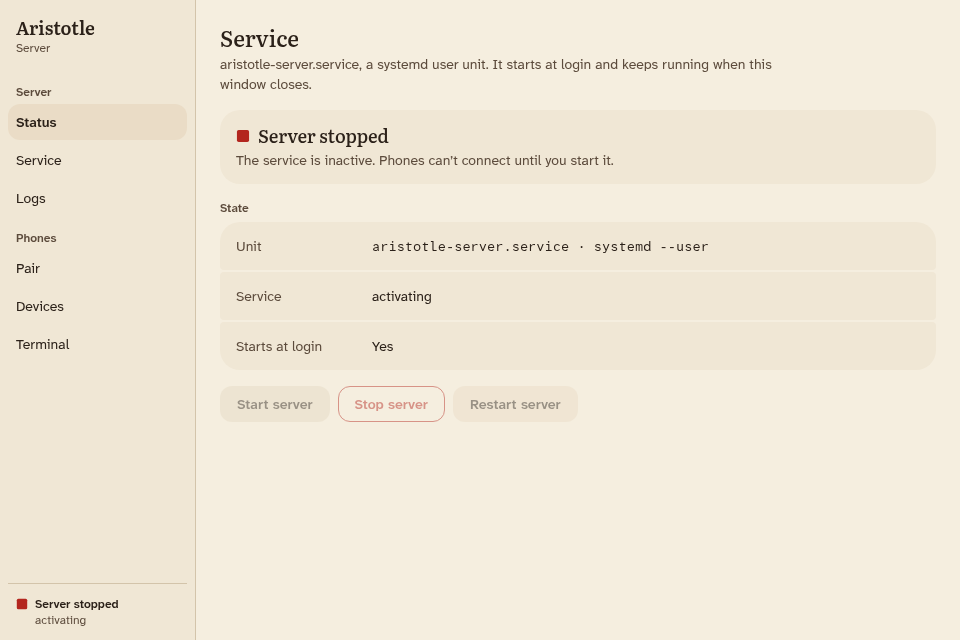 Aristotle
Server
Server
Status
Service
Logs
Phones
Pair
Devices
Terminal
Server stopped
activating
Service
aristotle-server.service, a systemd user unit. It starts at login and keeps running when this
window closes.
Server stopped
The service is inactive. Phones can't connect until you start it.
State
Unit aristotle-server.service · systemd --user
Service activating
Starts at login Yes
Start server Stop server Restart server